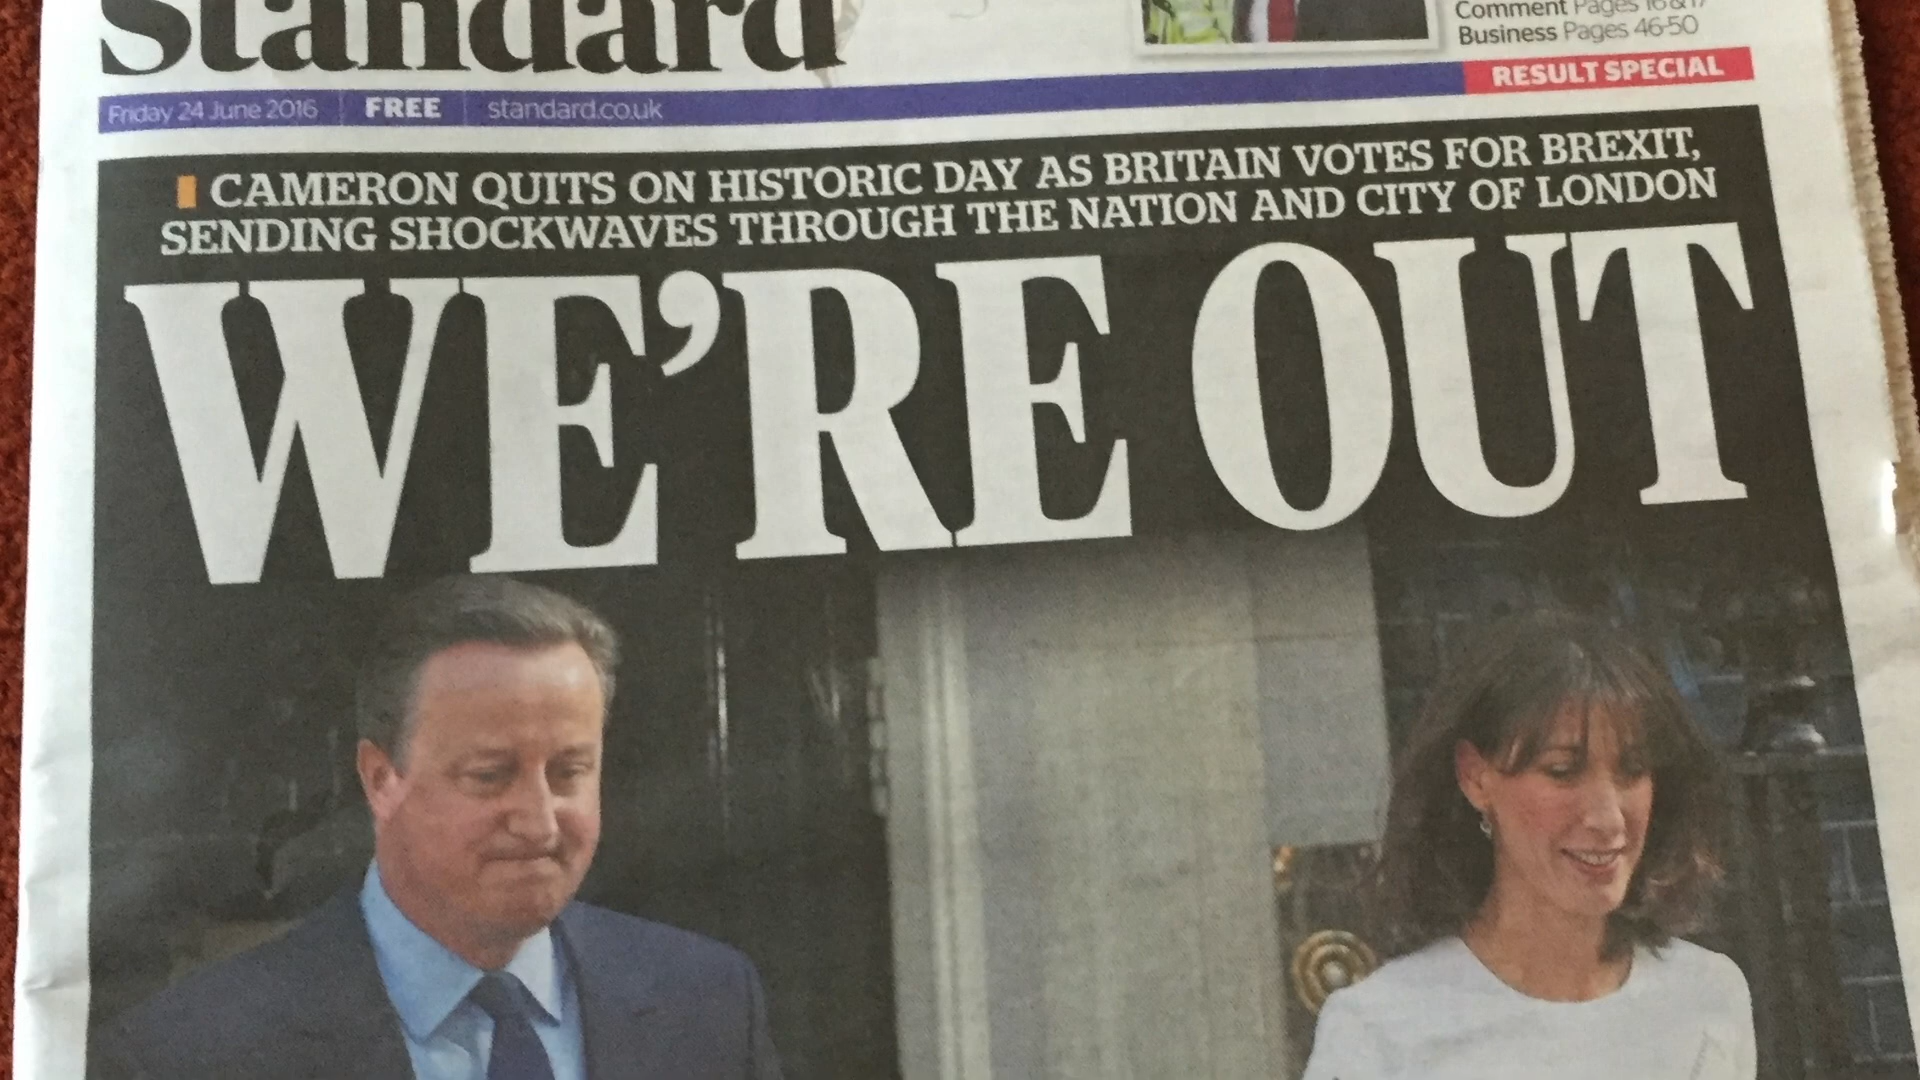 Standard
Comment Pages 16&17
Business Pages 46-50
RESULT SPECIAL
Friday 24 June 2016 FREE standard.co.uk
CAMERON QUITS ON HISTORIC DAY AS BRITAIN VOTES FOR BREXIT,
SENDING SHOCKWAVES THROUGH THE NATION AND CITY OF LONDON
WE’RE OUT